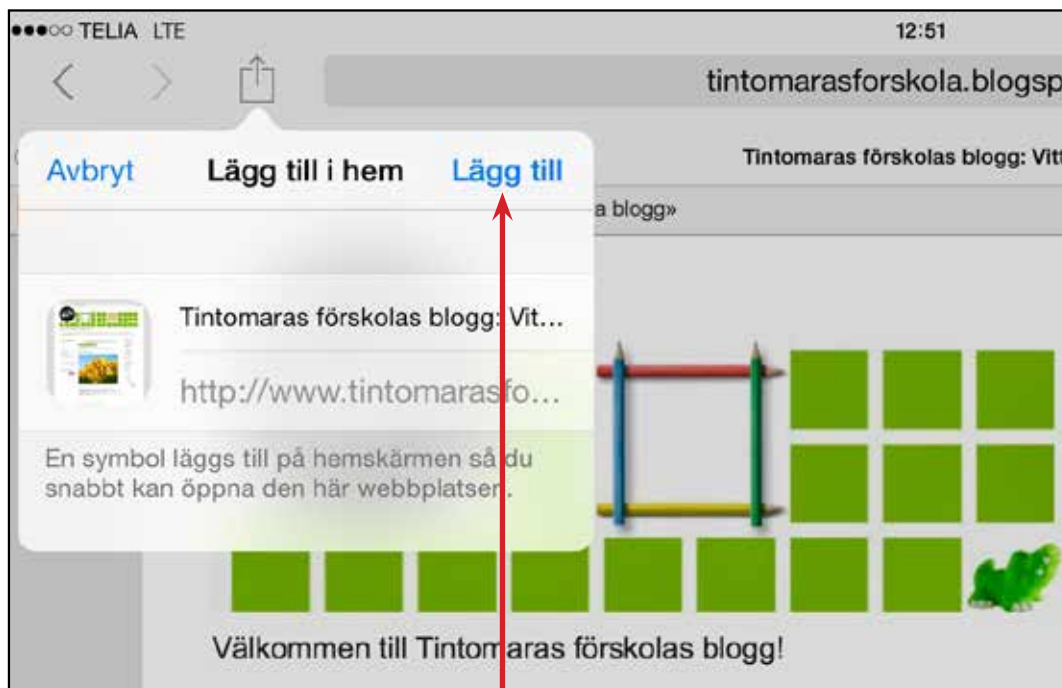 TELIA LTE
12:51
tintomarasforskola.blogsp
Avbryt Lägg till i hem Lägg till
Tintomaras förskolas blogg: Vitt
a blogg»
Tintomaras förskolas blogg: Vit...
http://www.tintomarasfo...
En symbol läggs till på hemskärmen så du
snabbt kan öppna den här webbplatsen.
Välkommen till Tintomaras förskolas blogg!